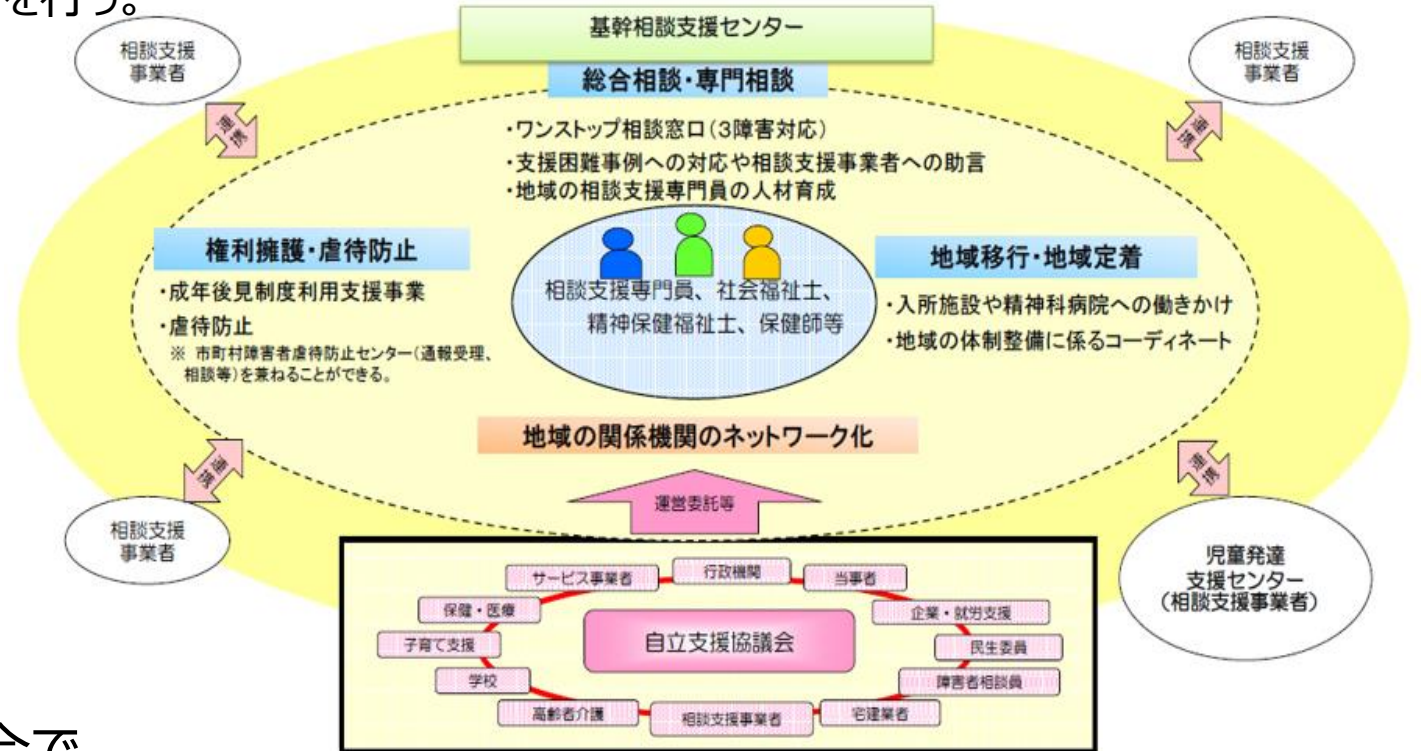 を行う。
基幹相談支援センター
相談支援
事業者
相談支援
事業者
連携
連携
総合相談・専門相談
・ワンストップ相談窓口（3障害対応）
・支援困難事例への対応や相談支援事業者への助言
・地域の相談支援専門員の人材育成
権利擁護・虐待防止
・成年後見制度利用支援事業
・虐待防止
※ 市町村障害者虐待防止センター（通報受理、
相談等）を兼ねることができる。
相談支援専門員、社会福祉士、
精神保健福祉士、保健師等
地域移行・地域定着
・入所施設や精神科病院への働きかけ
・地域の体制整備に係るコーディネート
地域の関係機関のネットワーク化
連携
連携
運営委託等
相談支援
事業者
児童発達
支援センター
（相談支援事業者）
行政機関
サービス事業者
当事者
保健・医療
企業・就労支援
子育て支援
自立支援協議会
民生委員
学校
障害者相談員
高齢者介護
相談支援事業者
宅建業者